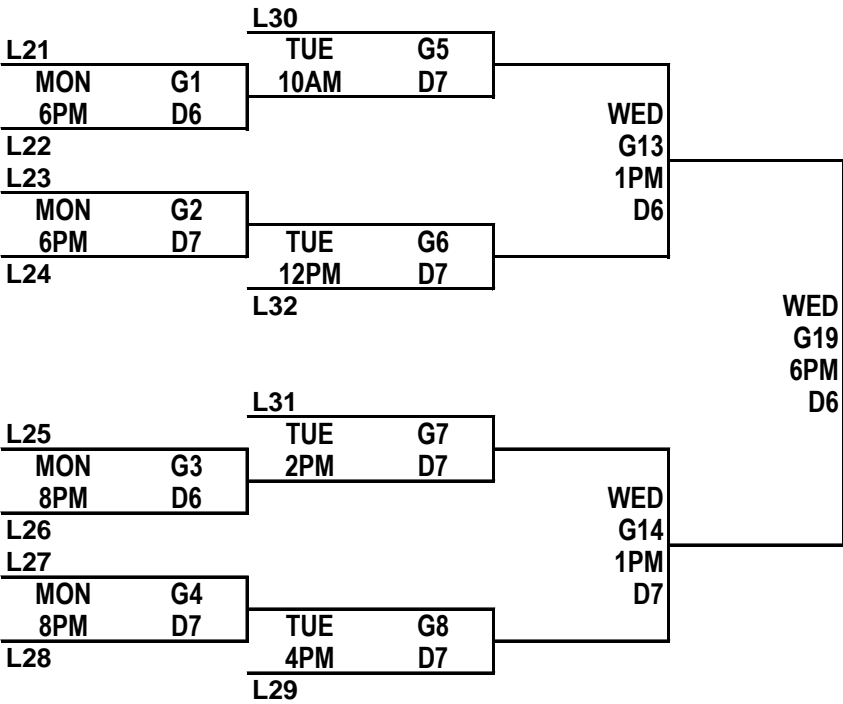 L30
L21 TUE G5
MON G1 10AM D7
6PM D6 WED
L22 G13
L23 1PM
MON G2 D6
6PM D7 TUE G6
L24 12PM D7
L32 WED
G19
6PM
L31 D6
L25 TUE G7
MON G3 2PM D7
8PM D6 WED
L26 G14
L27 1PM
MON G4 D7
8PM D7 TUE G8
L28 4PM D7
L29